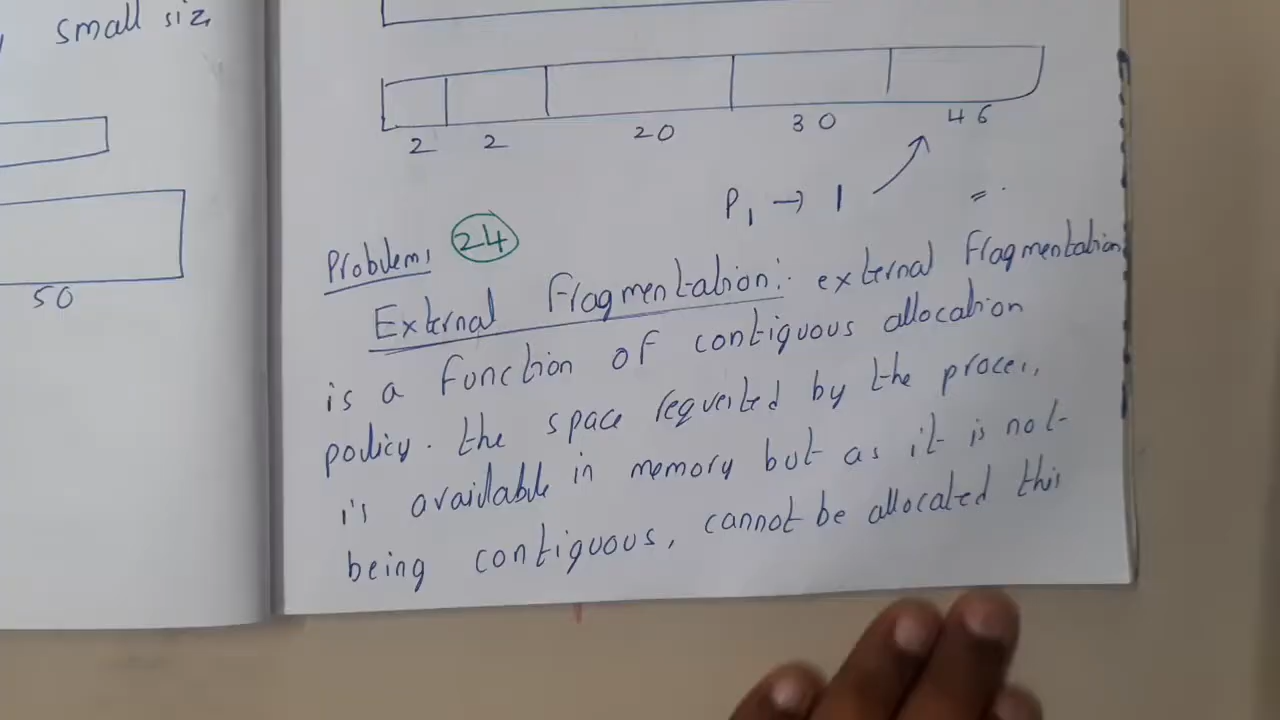 small siz
50
2 2 20 30 46
P1 → 1
Problem: 24
External Fragmentation: external fragmentation
is a function of contiguous allocation
policy. the space requested by the process,
is available in memory but as it is not
being contiguous, cannot be allocated this